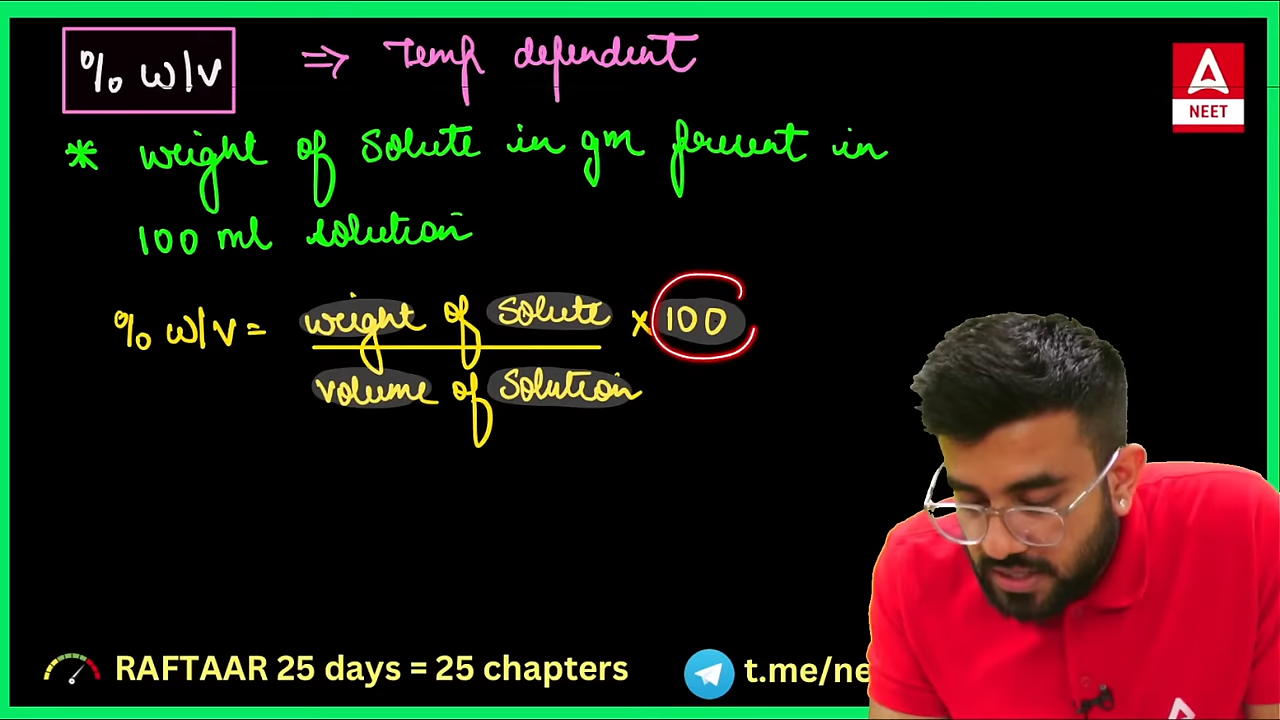 % w/v ⇒ Temp dependent
NEET
* weight of solute in gm present in
100 ml solution
% w/v = weight of solute × 100
volume of solution
RAFTAAR 25 days = 25 chapters
t.me/ne